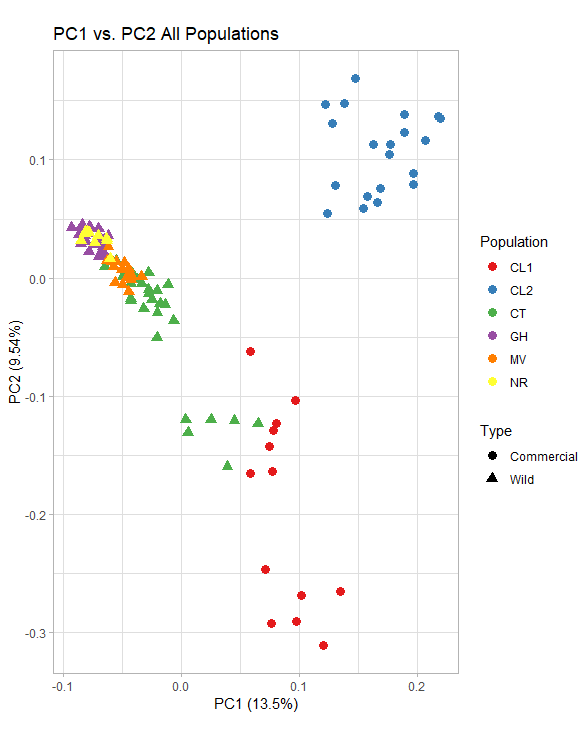 PC1 vs. PC2 All Populations
0.1
0.0
-0.1
-0.2
-0.3
PC2 (9.54%)
-0.1
0.0
0.1
0.2
PC1 (13.5%)
Population
CL1
CL2
CT
GH
MV
NR
Type
Commercial
Wild